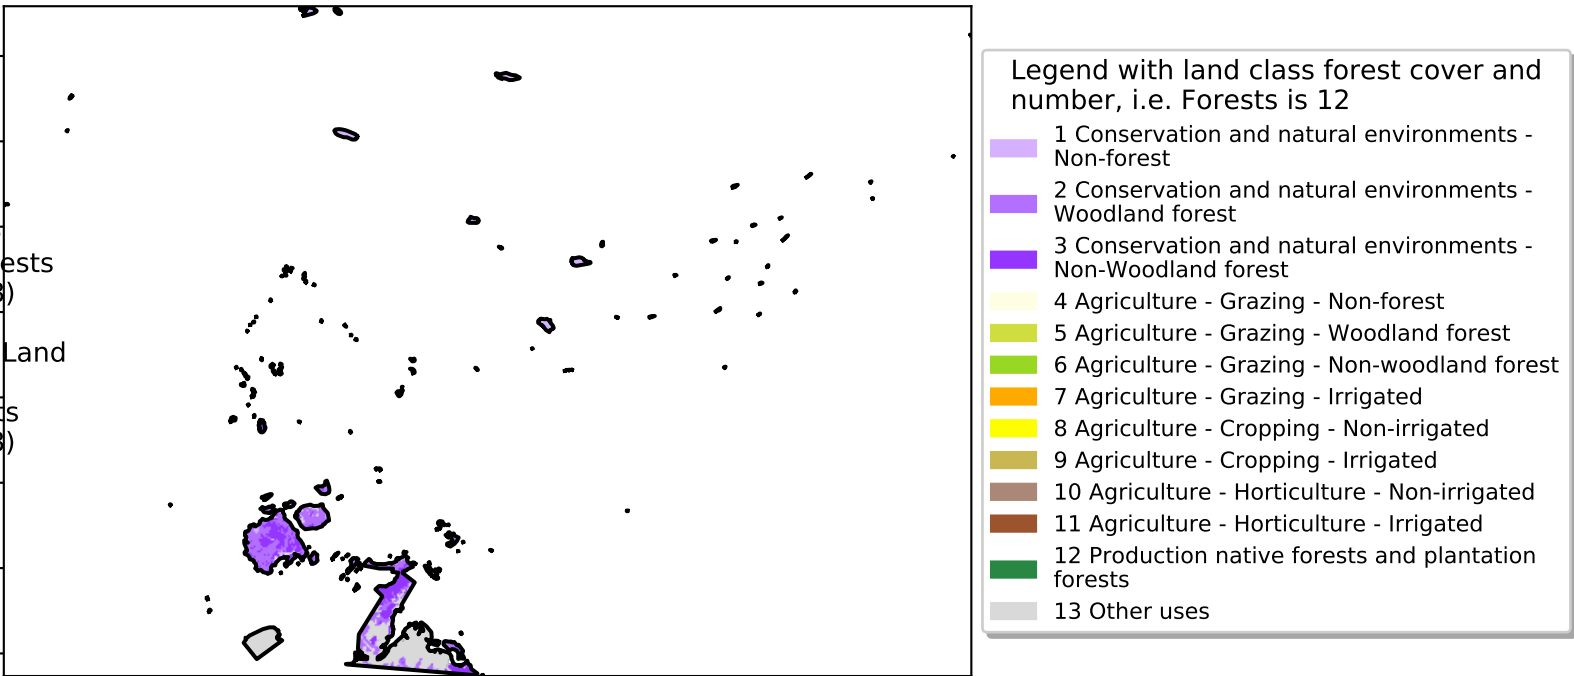 ests
)
Land
ts
)
Legend with land class forest cover and
number, i.e. Forests is 12
1 Conservation and natural environments -
Non-forest
2 Conservation and natural environments -
Woodland forest
3 Conservation and natural environments -
Non-Woodland forest
4 Agriculture - Grazing - Non-forest
5 Agriculture - Grazing - Woodland forest
6 Agriculture - Grazing - Non-woodland forest
7 Agriculture - Grazing - Irrigated
8 Agriculture - Cropping - Non-irrigated
9 Agriculture - Cropping - Irrigated
10 Agriculture - Horticulture - Non-irrigated
11 Agriculture - Horticulture - Irrigated
12 Production native forests and plantation
forests
13 Other uses